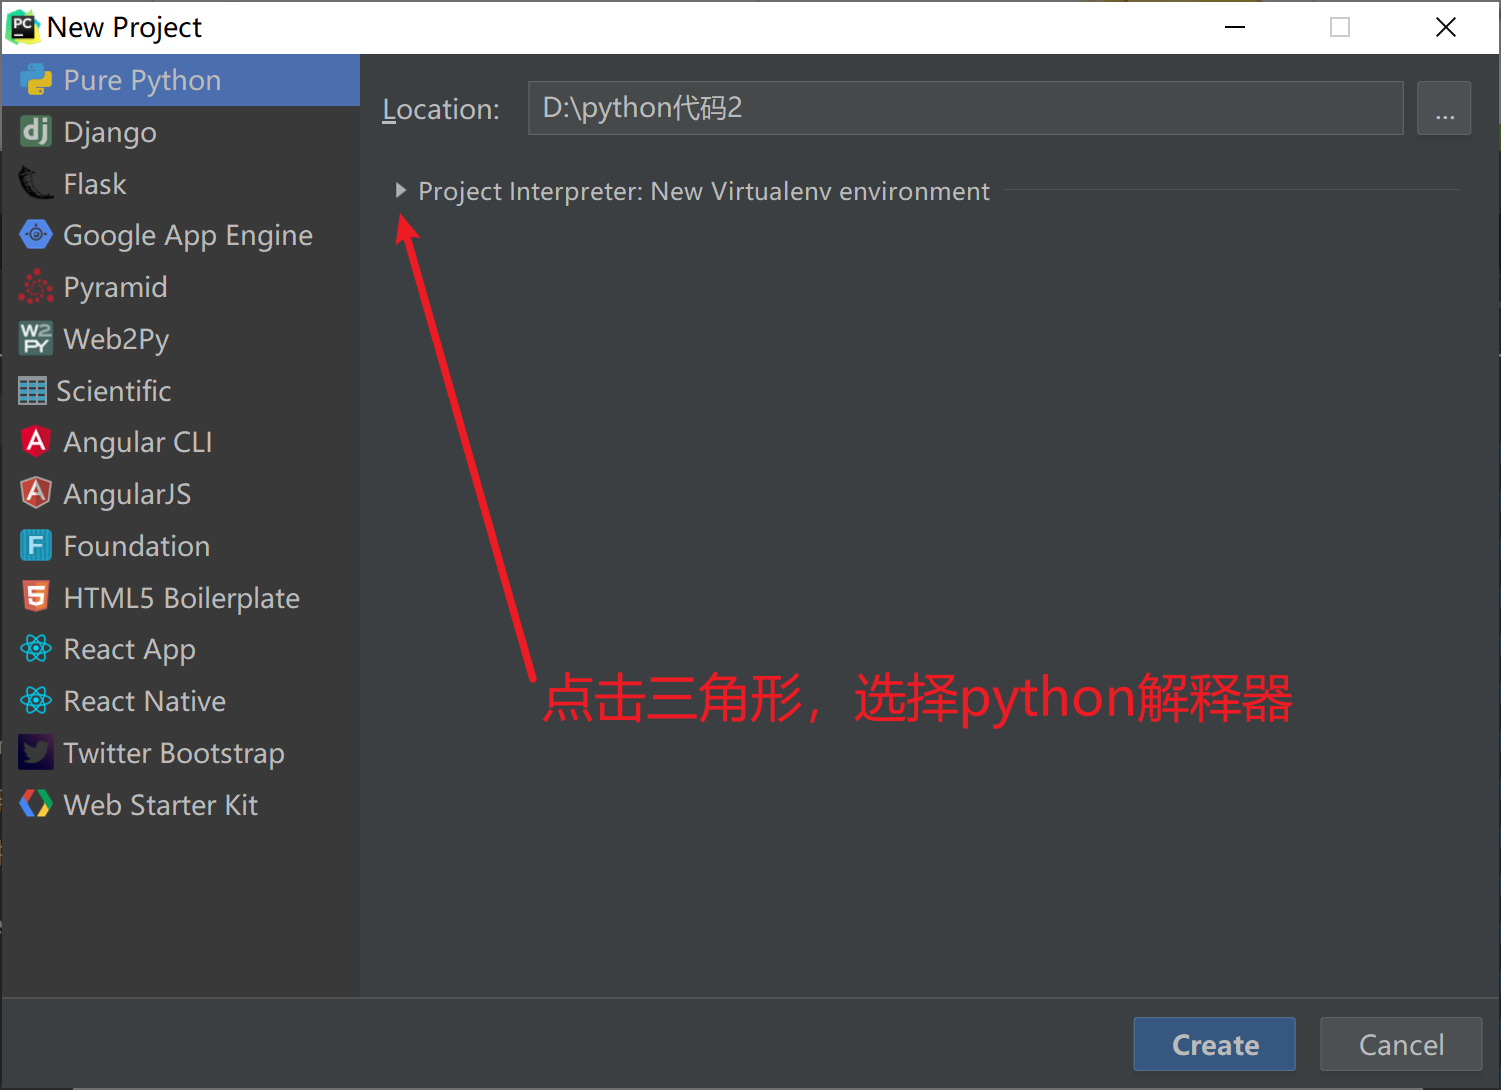 New Project
Pure Python
Django
Flask
Google App Engine
Pyramid
Web2Py
Scientific
Angular CLI
AngularJS
Foundation
HTML5 Boilerplate
React App
React Native
Twitter Bootstrap
Web Starter Kit
Location: D:\python代码2 ...
Project Interpreter: New Virtualenv environment
点击三角形，选择python解释器
Create Cancel